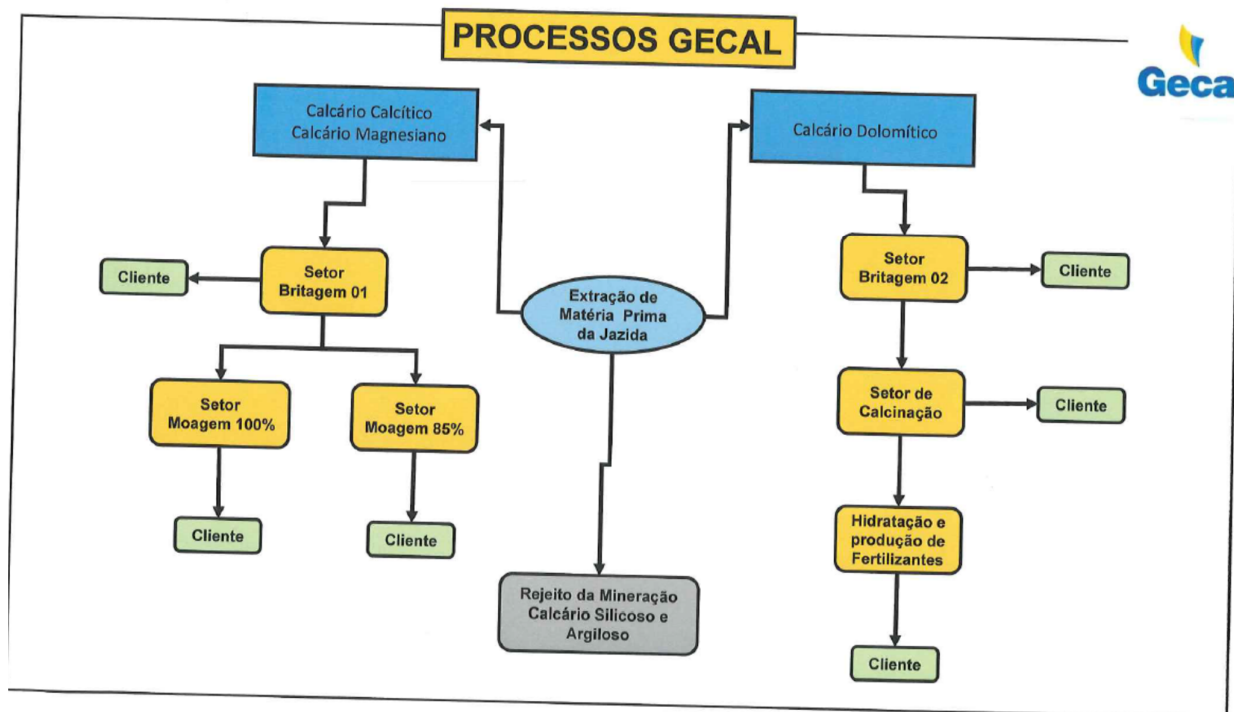 PROCESSOS GECAL
Geca
Calcário Calcítico
Calcário Magnesiano
Calcário Dolomítico
Cliente
Setor
Britagem 01
Extração de
Matéria Prima
da Jazida
Setor
Britagem 02
Cliente
Setor
Moagem 100%
Setor
Moagem 85%
Setor de
Calcinação
Cliente
Cliente
Cliente
Hidratação e
produção de
Fertilizantes
Rejeito da Mineração
Calcário Silicoso e
Argiloso
Cliente